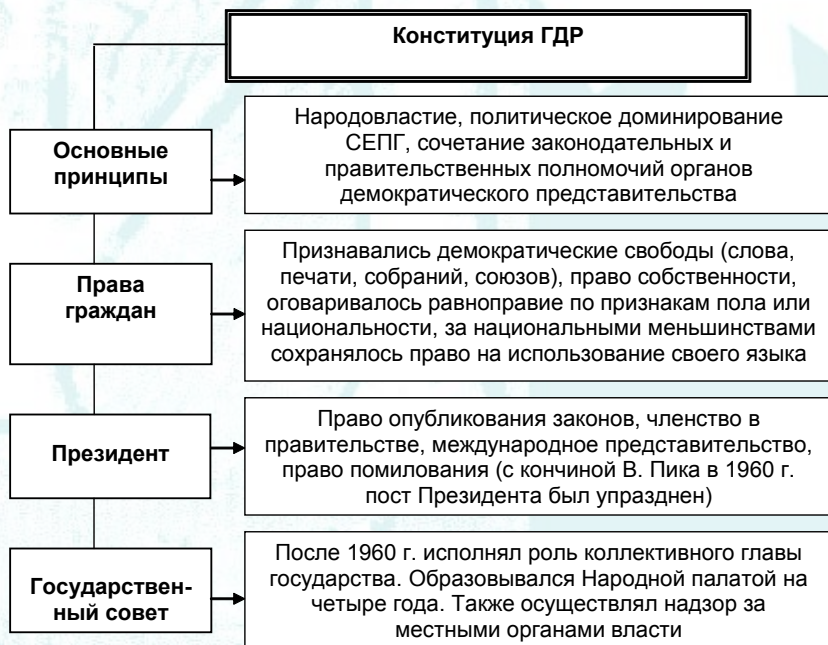 Конституция ГДР
Основные
принципы
Народовластие, политическое доминирование
СЕПГ, сочетание законодательных и
правительственных полномочий органов
демократического представительства
Права
граждан
Признавались демократические свободы (слова,
печати, собраний, союзов), право собственности,
оговаривалось равноправие по признакам пола или
национальности, за национальными меньшинствами
сохранялось право на использование своего языка
Президент
Право опубликования законов, членство в
правительстве, международное представительство,
право помилования (с кончиной В. Пика в 1960 г.
пост Президента был упразднен)
Государствен-
ный совет
После 1960 г. исполнял роль коллективного главы
государства. Образовывался Народной палатой на
четыре года. Также осуществлял надзор за
местными органами власти